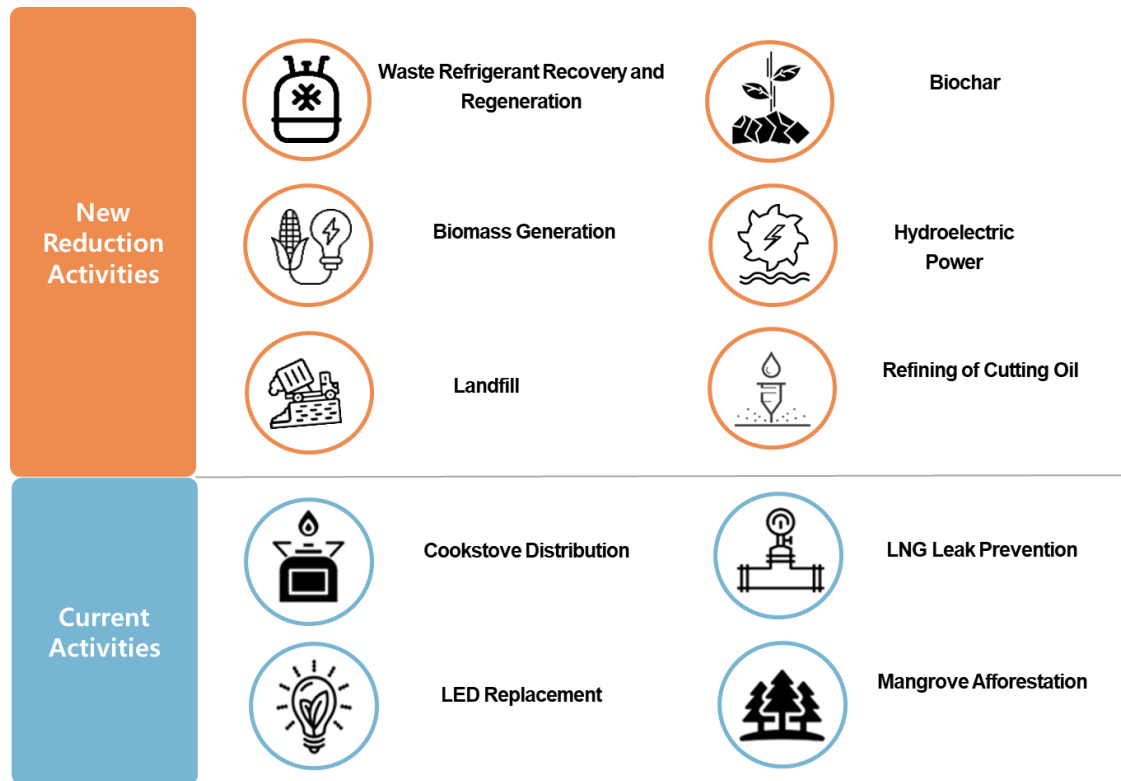 New
Reduction
Activities
Waste Refrigerant Recovery and
Regeneration
Biochar
Biomass Generation
Hydroelectric
Power
Landfill
Refining of Cutting Oil
Current
Activities
Cookstove Distribution
LNG Leak Prevention
LED Replacement
Mangrove Afforestation